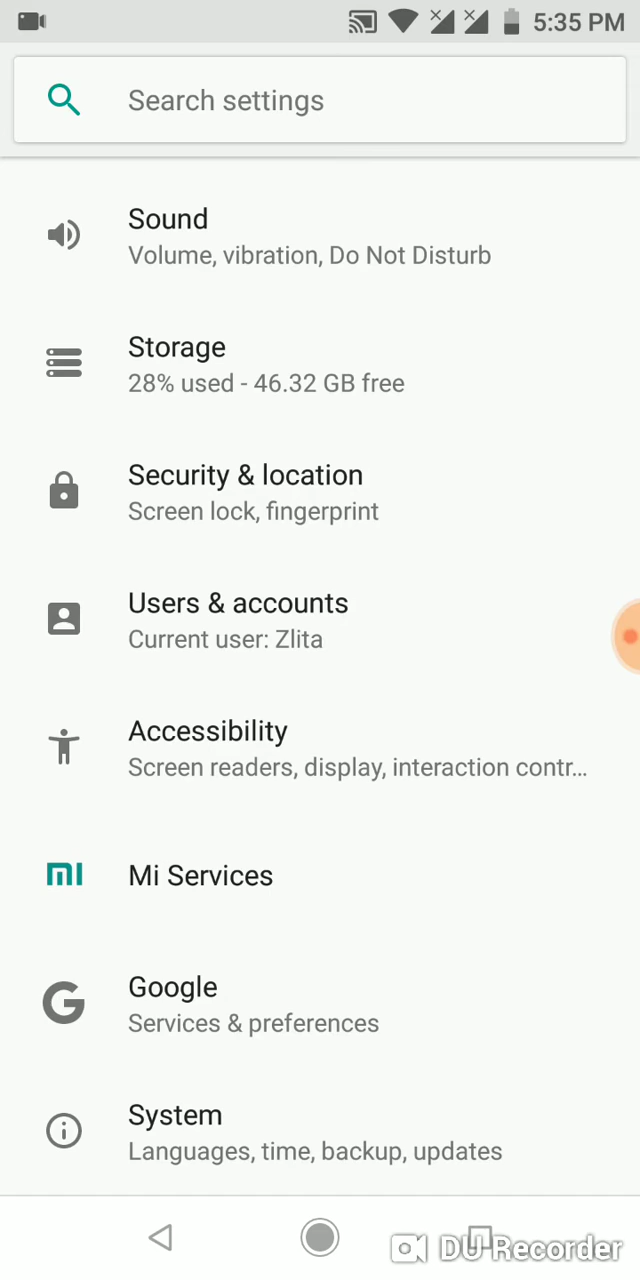 5:35 PM
Search settings
Sound
Volume, vibration, Do Not Disturb
Storage
28% used - 46.32 GB free
Security & location
Screen lock, fingerprint
Users & accounts
Current user: Zlita
Accessibility
Screen readers, display, interaction contr...
mi Mi Services
G Google
Services & preferences
System
Languages, time, backup, updates
DU Recorder